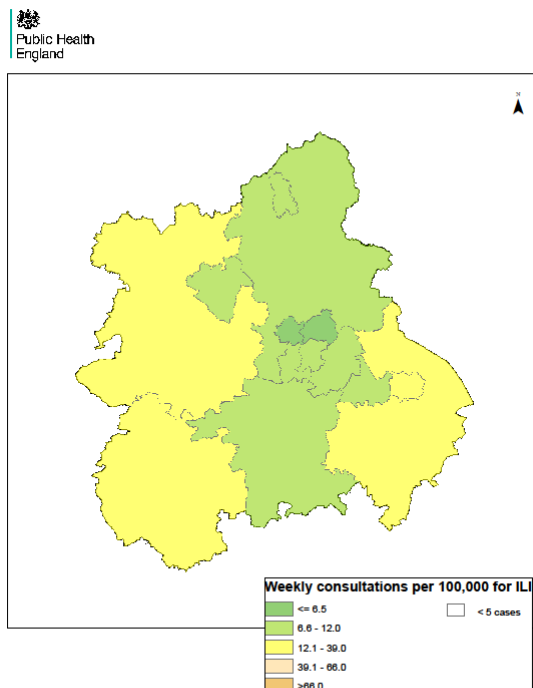 Public Health
England
N
Weekly consultations per 100,000 for ILI
<= 6.5
< 5 cases
6.6 - 12.0
12.1 - 39.0
39.1 - 66.0
>66.0